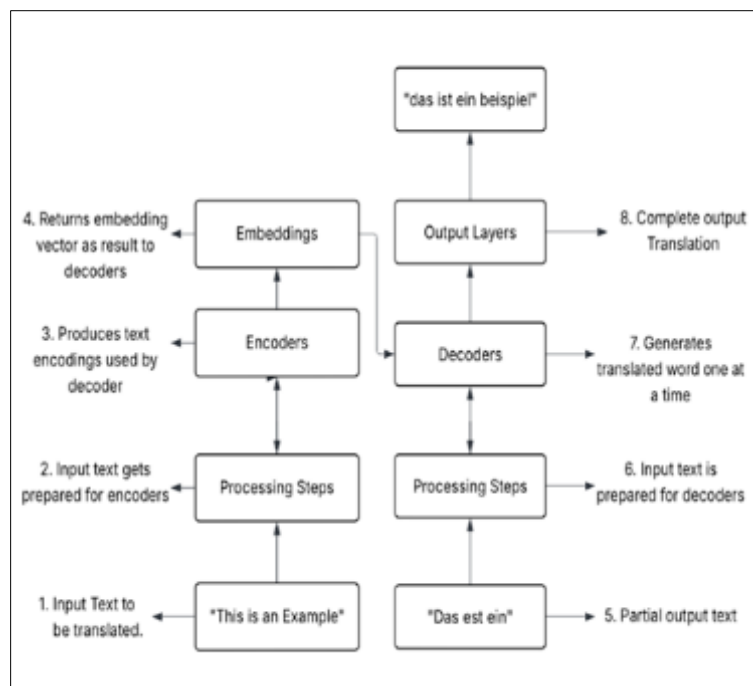 "das ist ein beispiel"
4. Returns embedding
vector as result to
decoders
Embeddings
Output Layers
8. Complete output
Translation
3. Produces text
encodings used by
decoder
Encoders
Decoders
7. Generates
translated word one at
a time
2. Input text gets
prepared for encoders
Processing Steps
Processing Steps
6. Input text is
prepared for decoders
1. Input Text to
be translated.
"This is an Example"
"Das est ein"
5. Partial output text